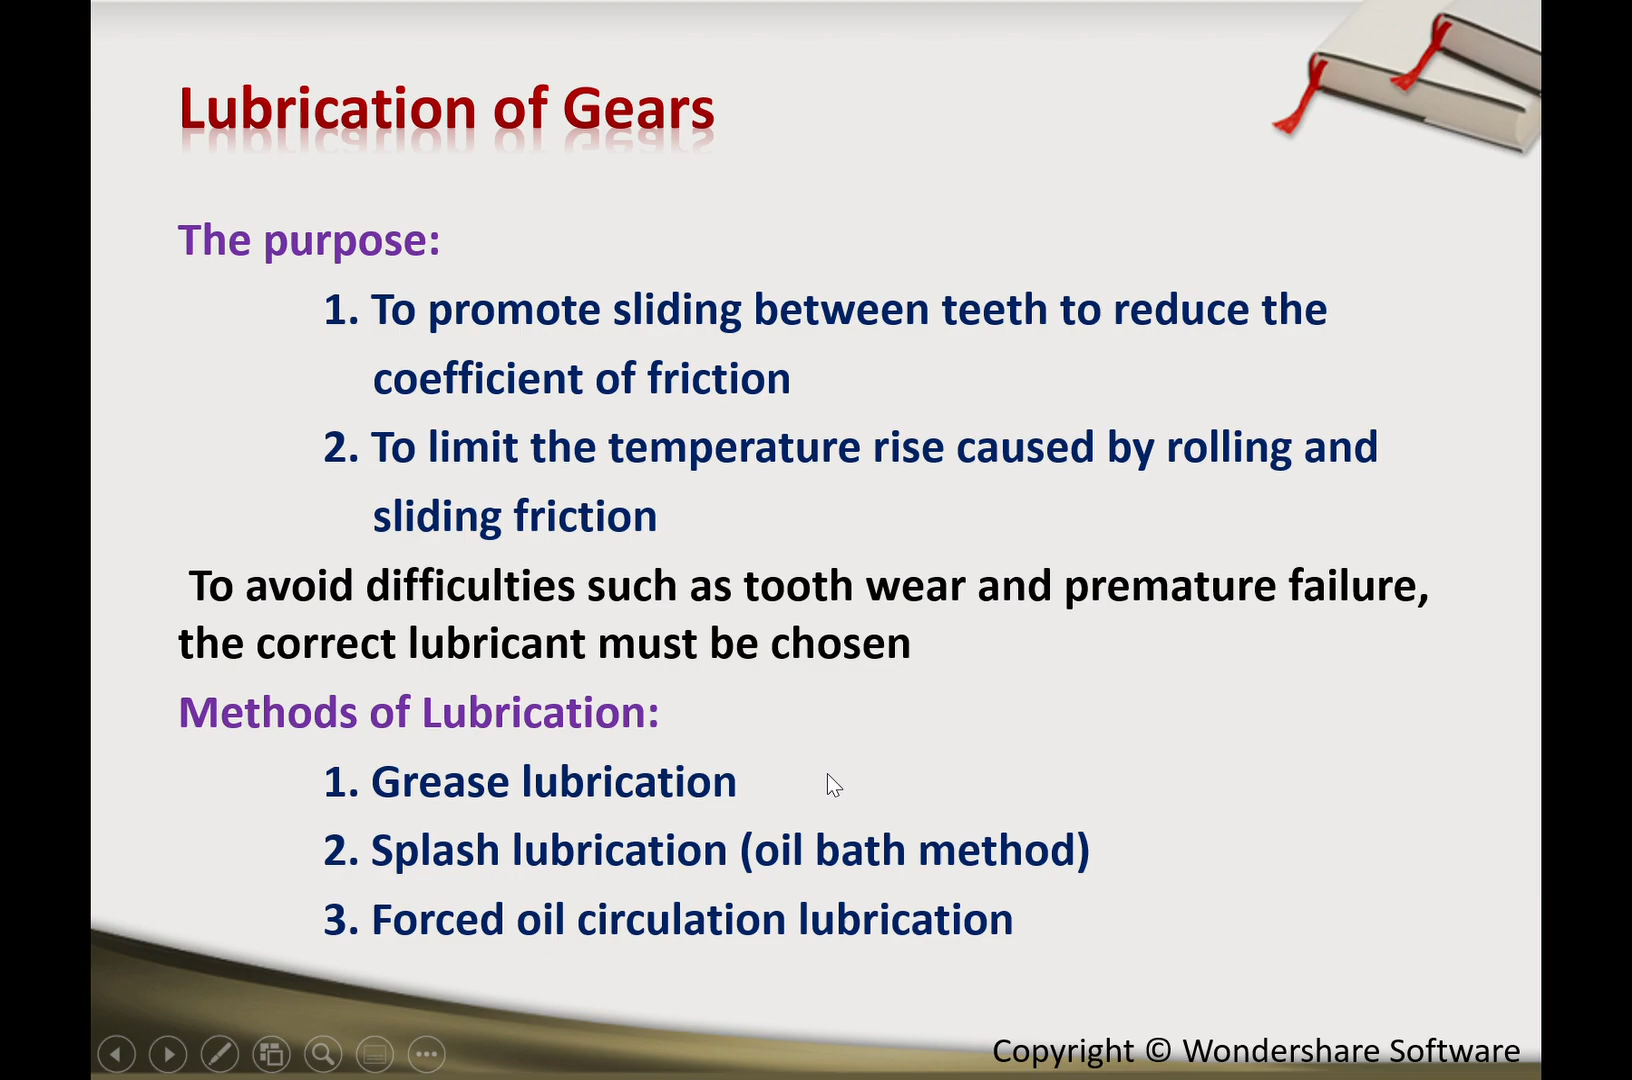 Lubrication of Gears
The purpose:
1. To promote sliding between teeth to reduce the
coefficient of friction
2. To limit the temperature rise caused by rolling and
sliding friction
To avoid difficulties such as tooth wear and premature failure,
the correct lubricant must be chosen
Methods of Lubrication:
1. Grease lubrication
2. Splash lubrication (oil bath method)
3. Forced oil circulation lubrication
Copyright © Wondershare Software